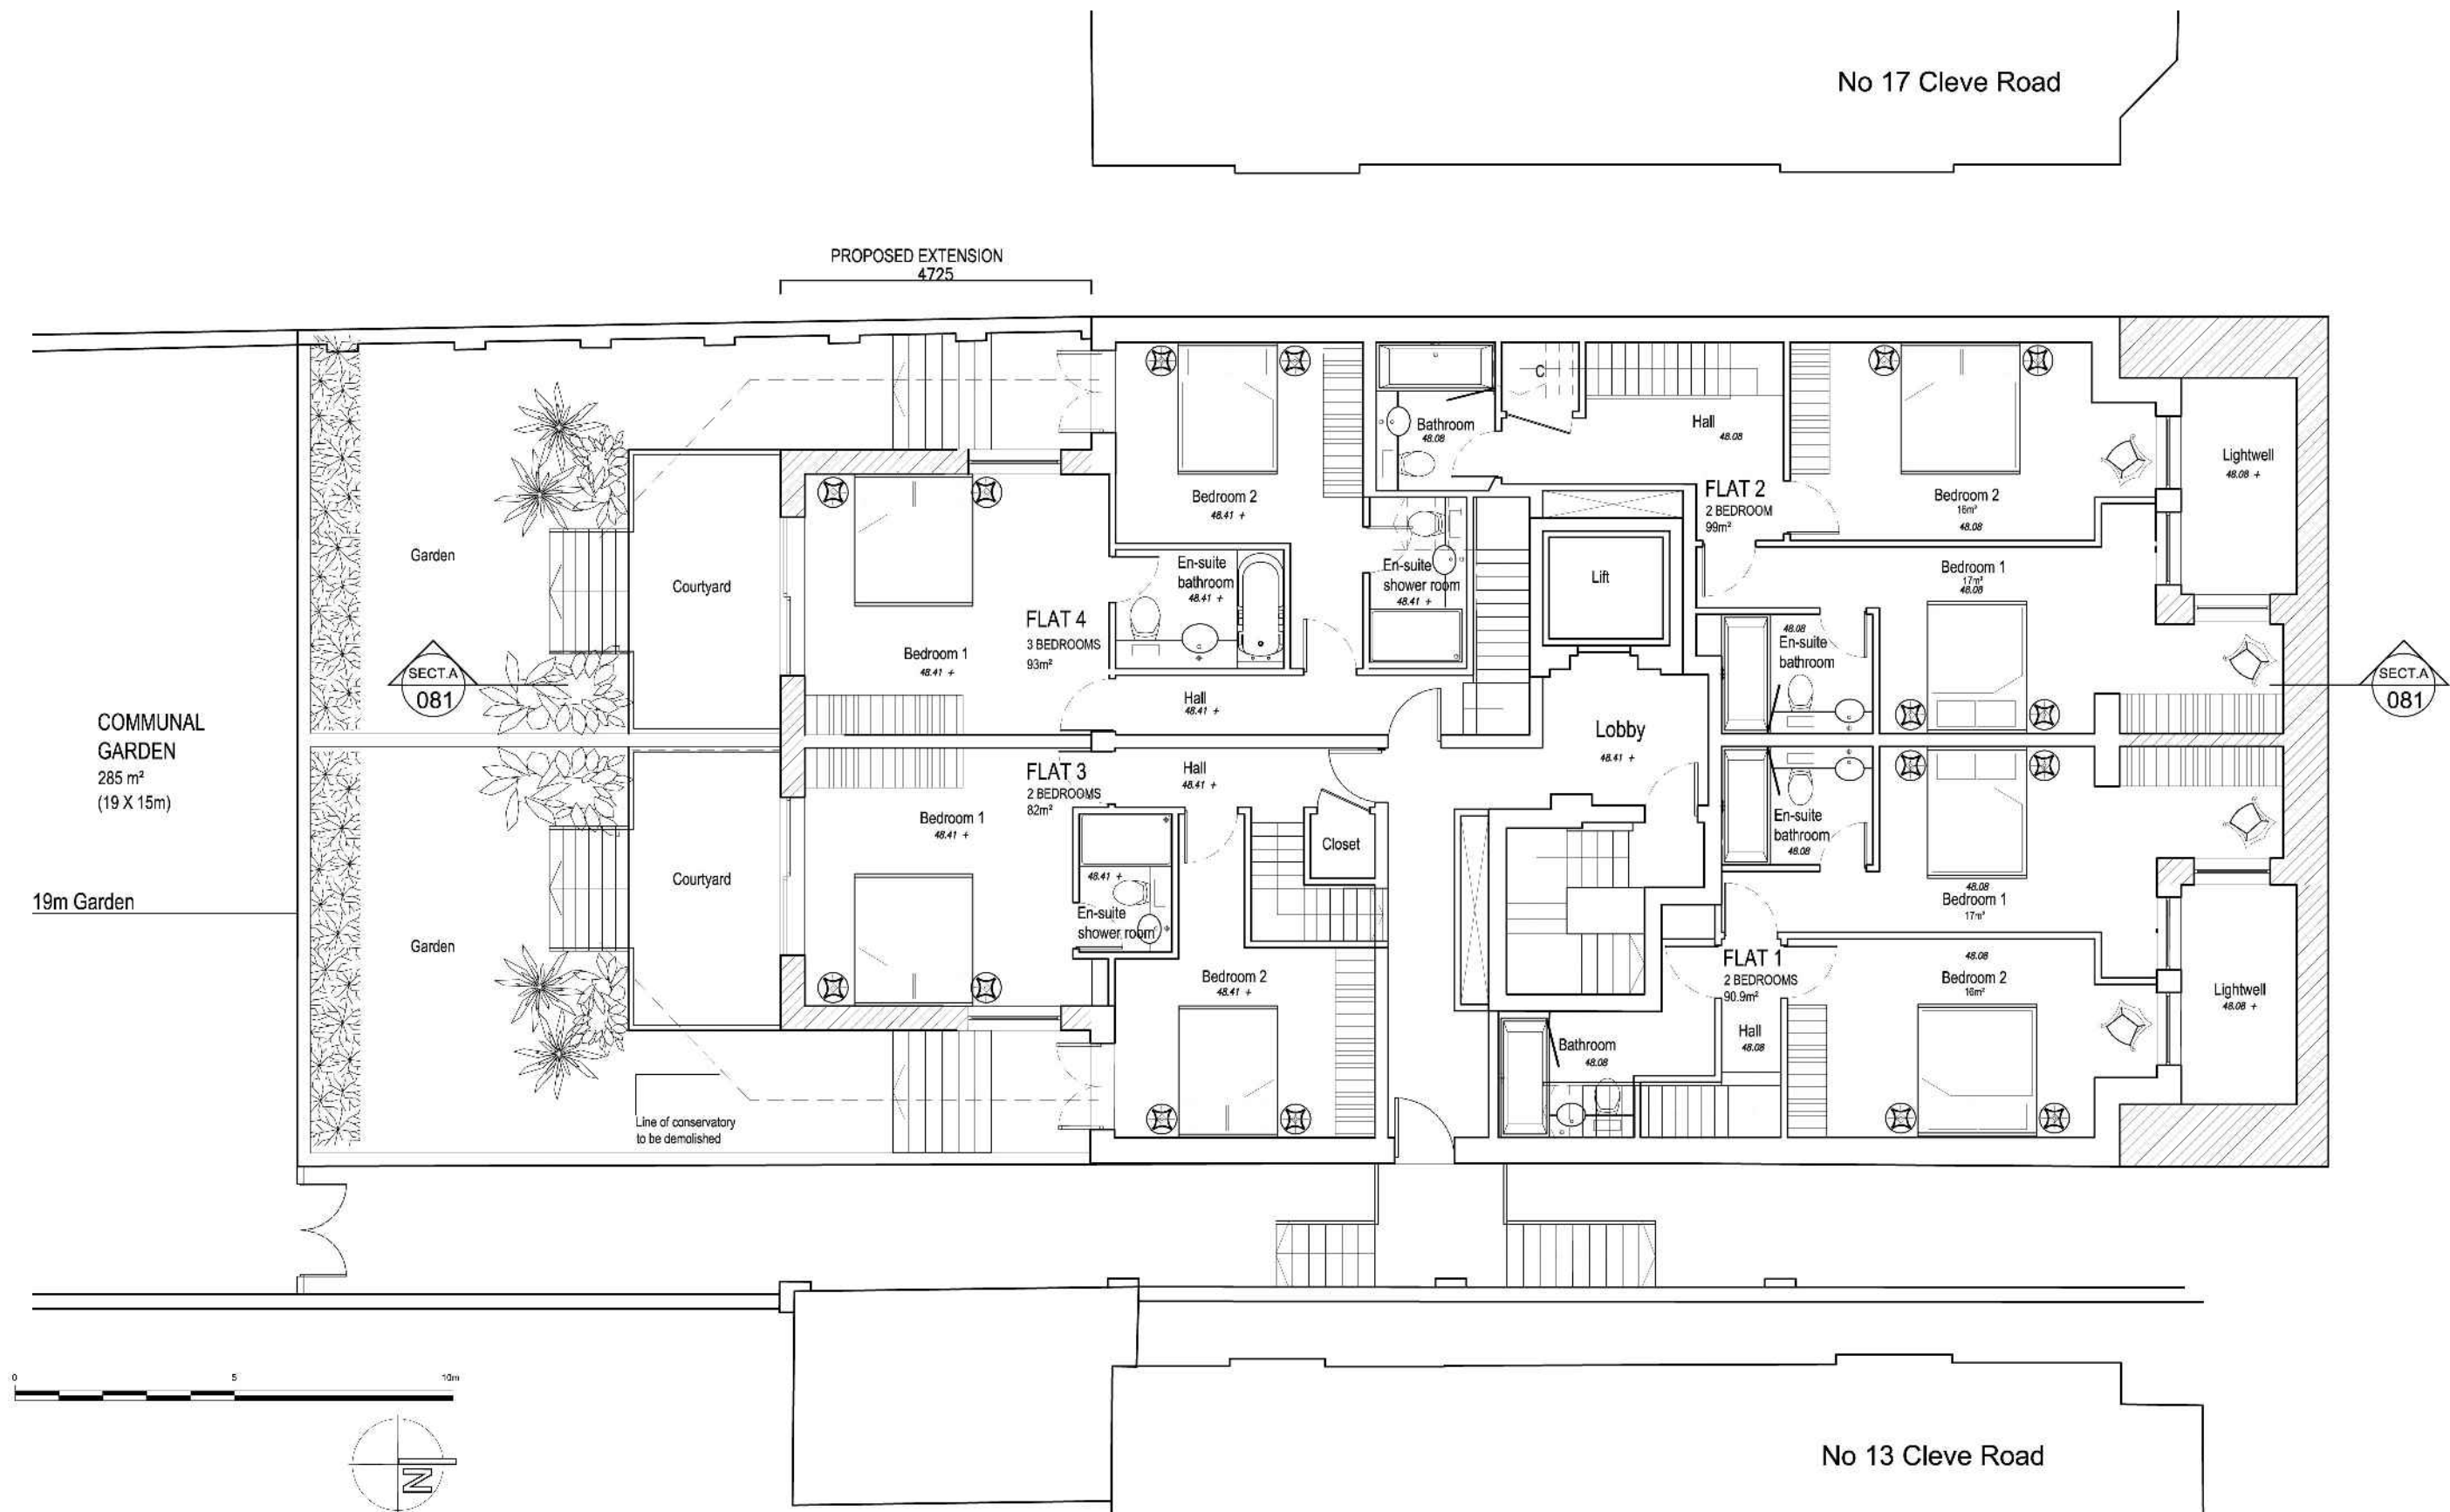 No 17 Cleve Road
PROPOSED EXTENSION
4725
C
Bathroom
48.08
Hall
48.08
Lightwell
48.08 +
Bedroom 2
48.41 +
FLAT 2
2 BEDROOM
99m²
Bedroom 2
16m²
48.08
Garden
Courtyard
En-suite
bathroom
48.41 +
En-suite
shower room
48.41 +
Lift
Bedroom 1
17m²
48.08
FLAT 4
3 BEDROOMS
93m²
Bedroom 1
48.41 +
48.08
En-suite
bathroom
SECT.A
081
SECT.A
081
Hall
48.41 +
COMMUNAL
GARDEN
285 m²
(19 X 15m)
Lobby
48.41 +
FLAT 3
2 BEDROOMS
82m²
Hall
48.41 +
Bedroom 1
48.41 +
Closet
En-suite
bathroom
48.08
Courtyard
48.41 +
En-suite
shower room
48.08
Bedroom 1
17m²
19m Garden
Garden
Bedroom 2
48.41 +
FLAT 1
2 BEDROOMS
90.9m²
48.08
Bedroom 2
16m²
Lightwell
48.08 +
Hall
48.08
Bathroom
48.08
Line of conservatory
to be demolished
0 5 10m
N
No 13 Cleve Road